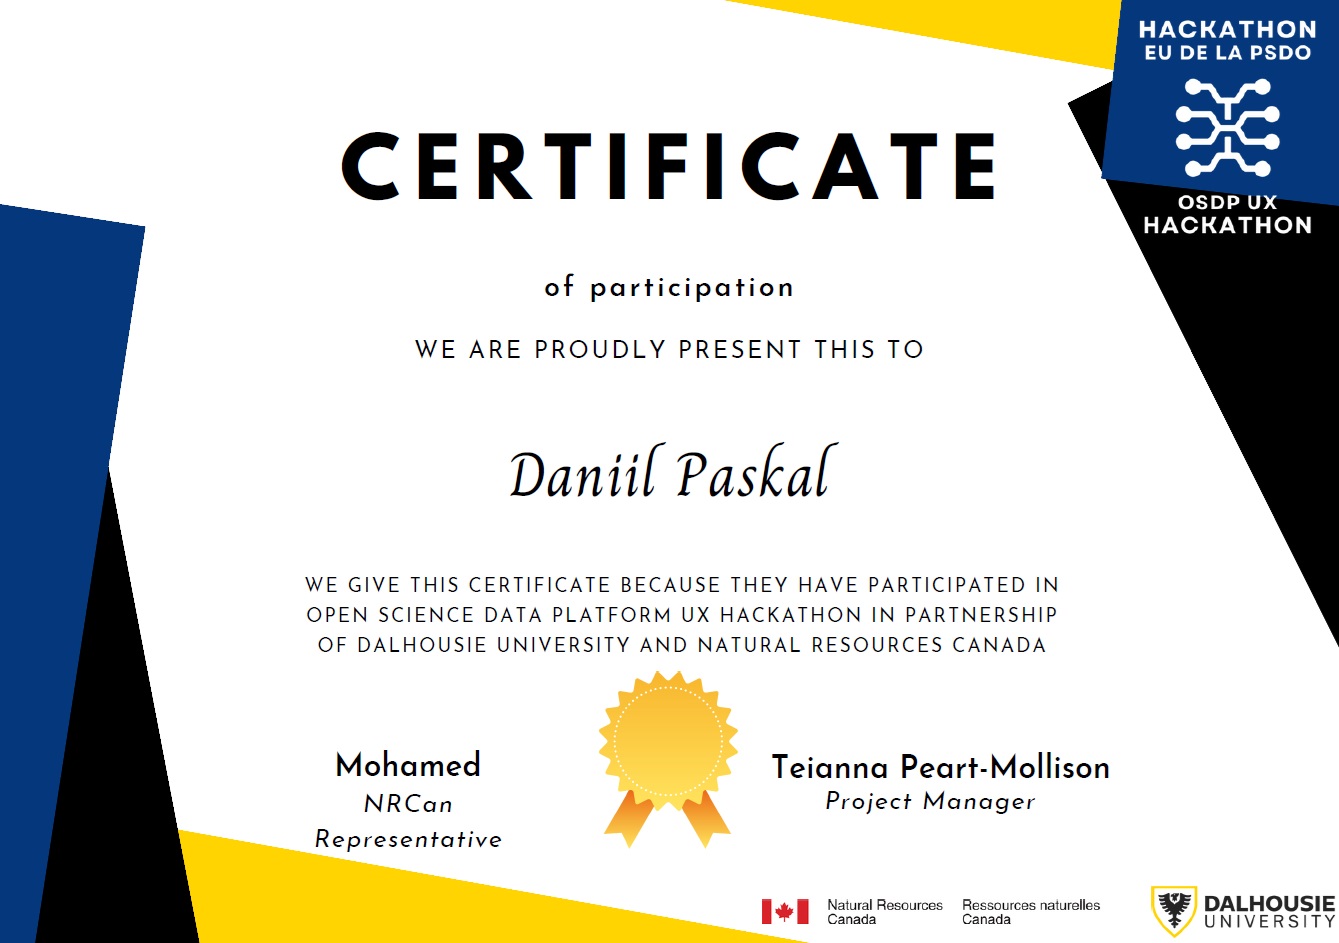 HACKATHON
EU DE LA PSDO
OSDP UX
HACKATHON
CERTIFICATE
of participation
WE ARE PROUDLY PRESENT THIS TO
Daniil Paskal
WE GIVE THIS CERTIFICATE BECAUSE THEY HAVE PARTICIPATED IN
OPEN SCIENCE DATA PLATFORM UX HACKATHON IN PARTNERSHIP
OF DALHOUSIE UNIVERSITY AND NATURAL RESOURCES CANADA
Mohamed
NRCan
Representative
Teianna Peart-Mollison
Project Manager
Natural Resources
Canada
Ressources naturelles
Canada
DALHOUSIE
UNIVERSITY